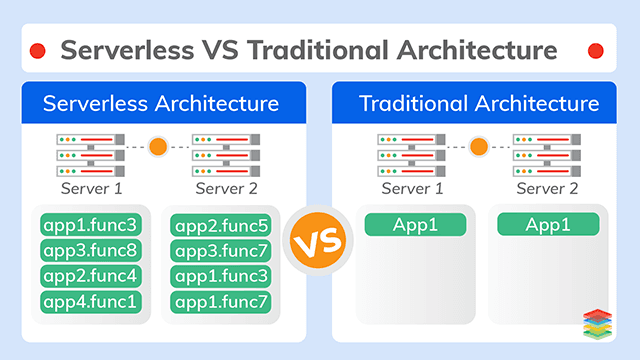 Serverless VS Traditional Architecture
Serverless Architecture
Server 1
Server 2
app1.func3
app3.func8
app2.func4
app4.func1
app2.func5
app3.func7
app1.func3
app1.func7
VS
Traditional Architecture
Server 1
Server 2
App1
App1